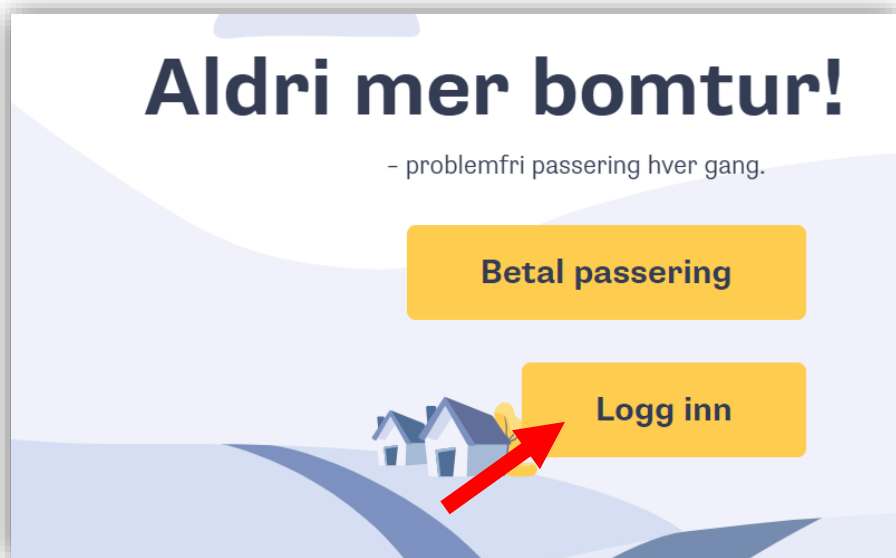 Aldri mer bomtur!
– problemfri passering hver gang.
Betal passering
Logg inn